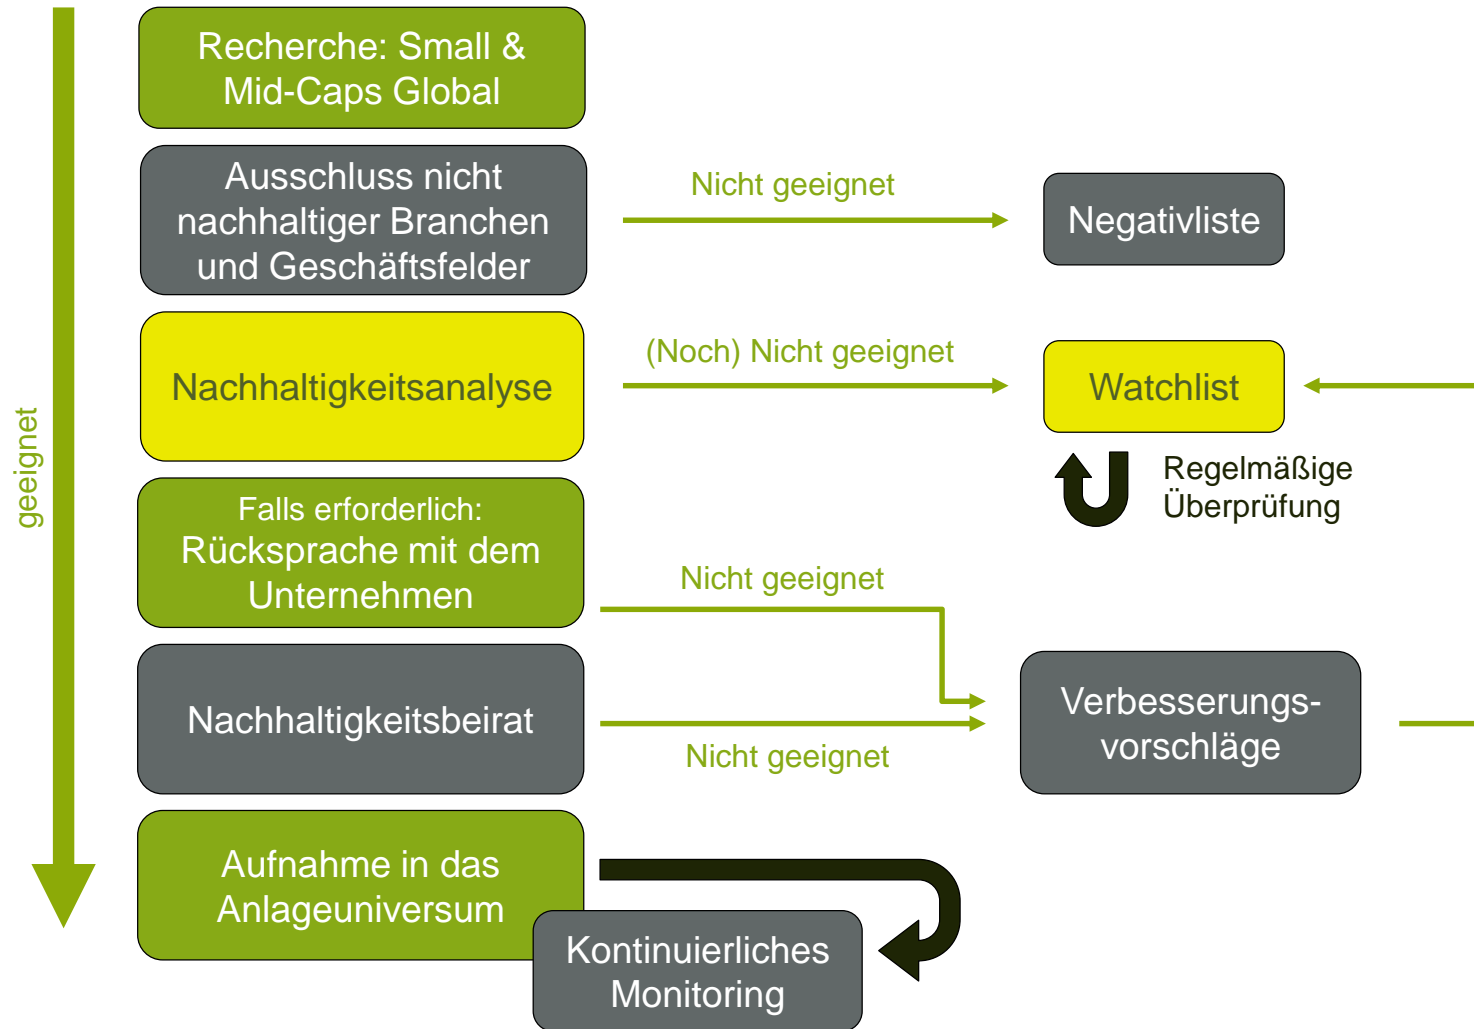 Recherche: Small &
Mid-Caps Global
Ausschluss nicht
nachhaltiger Branchen
und Geschäftsfelder
Nicht geeignet
Negativliste
Nachhaltigkeitsanalyse
(Noch) Nicht geeignet
Watchlist
Regelmäßige
Überprüfung
geeignet
Falls erforderlich:
Rücksprache mit dem
Unternehmen
Nicht geeignet
Nachhaltigkeitsbeirat
Nicht geeignet
Verbesserungs-
vorschläge
Aufnahme in das
Anlageuniversum
Kontinuierliches
Monitoring